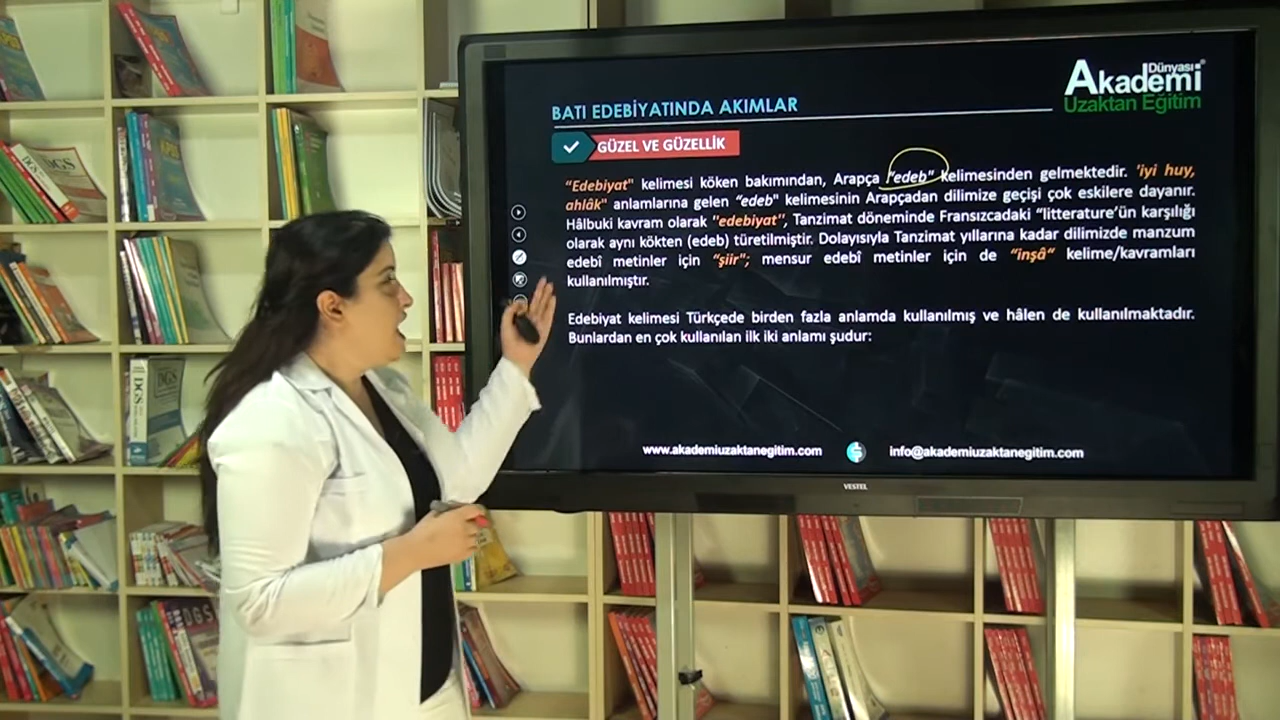 Akademi
Dünyası
Uzaktan Eğitim
BATI EDEBİYATINDA AKIMLAR
GÜZEL VE GÜZELLİK
“Edebiyat" kelimesi köken bakımından, Arapça "edeb" kelimesinden gelmektedir. 'iyi huy,
ahlâk" anlamlarına gelen “edeb" kelimesinin Arapçadan dilimize geçişi çok eskilere dayanır.
Hâlbuki kavram olarak "edebiyat", Tanzimat döneminde Fransızcadaki “litterature’ün karşılığı
olarak aynı kökten (edeb) türetilmiştir. Dolayısıyla Tanzimat yıllarına kadar dilimizde manzum
edebî metinler için “şiir"; mensur edebî metinler için de “inşâ“ kelime/kavramları
kullanılmıştır.
Edebiyat kelimesi Türkçede birden fazla anlamda kullanılmış ve hâlen de kullanılmaktadır.
Bunlardan en çok kullanılan ilk iki anlamı şudur:
www.akademiuzaktanegitim.com
info@akademiuzaktanegitim.com
VESTEL
DGS
DGS
DGS
DGS